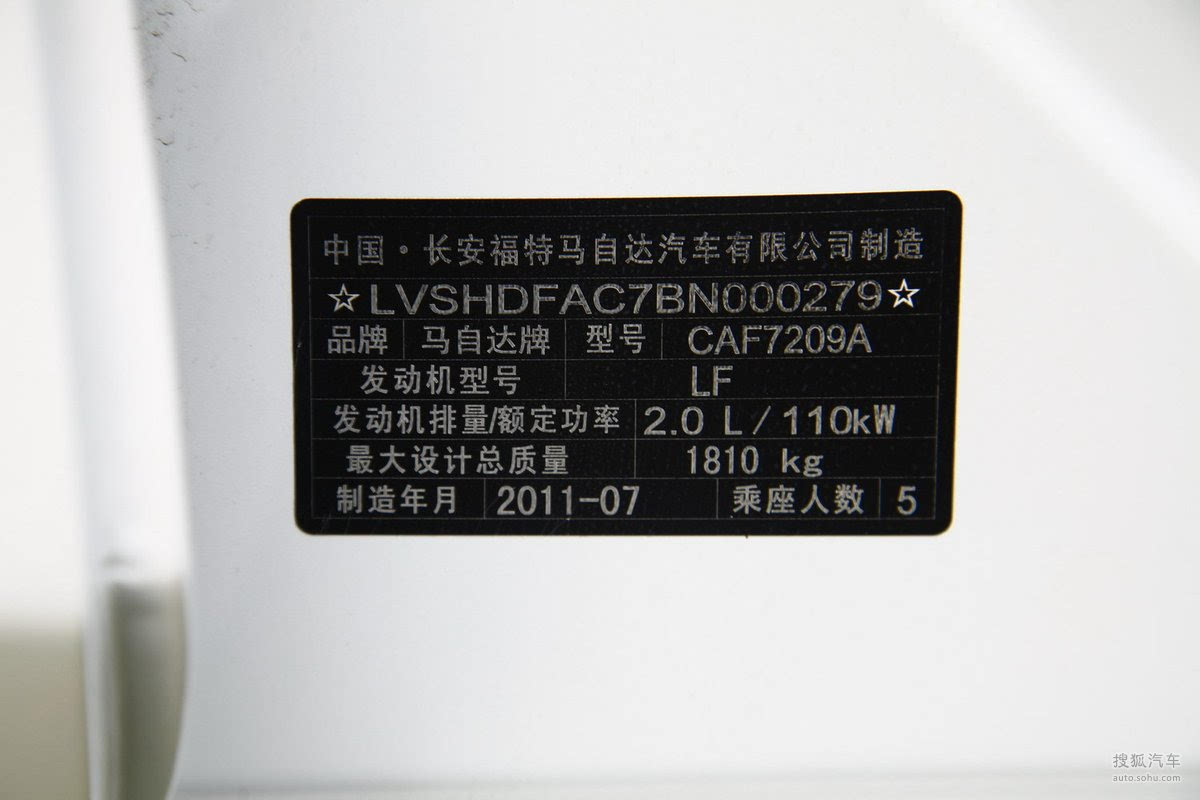 中国·长安福特马自达汽车有限公司制造
☆LVSHDFAC7BN000279☆
品牌 马自达牌 型号 CAF7209A
发动机型号 LF
发动机排量/额定功率 2.0 L / 110kW
最大设计总质量 1810 kg
制造年月 2011-07 乘座人数 5
搜狐汽车
auto.sohu.com